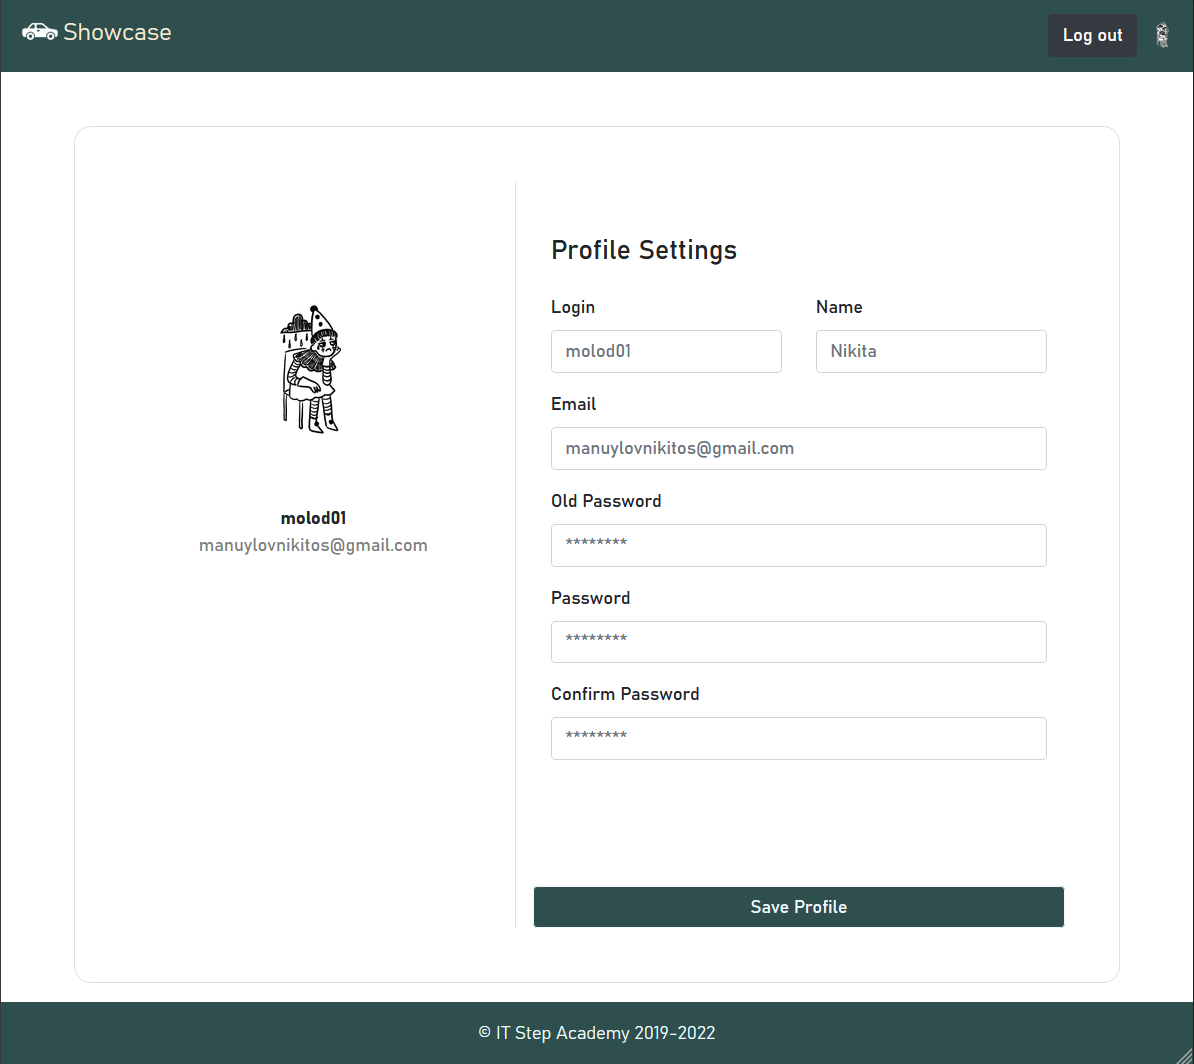 Showcase
Log out
molod01
manuylovnikitos@gmail.com
Profile Settings
Login
Name
molod01
Nikita
Email
manuylovnikitos@gmail.com
Old Password
********
Password
********
Confirm Password
********
Save Profile
© IT Step Academy 2019-2022